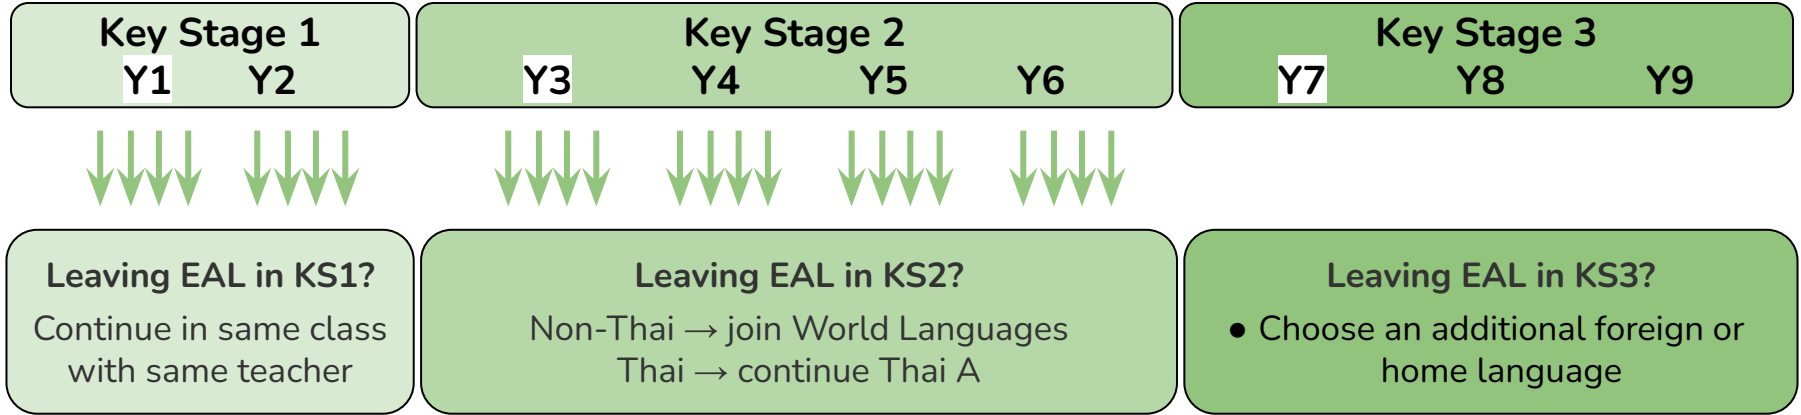 Key Stage 1
Y1 Y2
Key Stage 2
Y3 Y4 Y5 Y6
Key Stage 3
Y7 Y8 Y9
Leaving EAL in KS1?
Continue in same class
with same teacher
Leaving EAL in KS2?
Non-Thai → join World Languages
Thai → continue Thai A
Leaving EAL in KS3?
● Choose an additional foreign or
home language